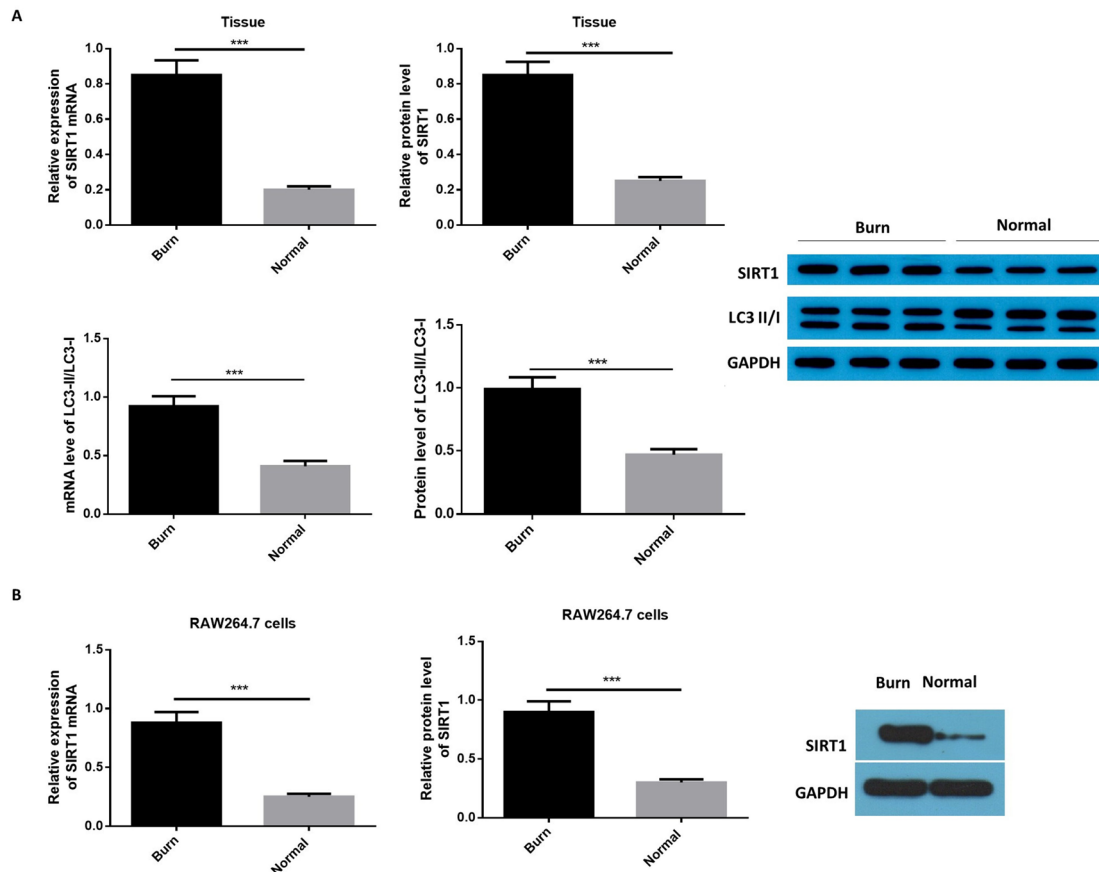 A
Tissue
Relative expression
of SIRT1 mRNA
1.0
0.8
0.6
0.4
0.2
0.0
***
Burn
Normal
Tissue
Relative protein level
of SIRT1
1.0
0.8
0.6
0.4
0.2
0.0
***
Burn
Normal
Burn
Normal
SIRT1
LC3 II/I
GAPDH
mRNA leve of LC3-II/LC3-I
1.5
1.0
0.5
0.0
***
Burn
Normal
Protein level of LC3-II/LC3-I
1.5
1.0
0.5
0.0
***
Burn
Normal
B
RAW264.7 cells
Relative expression
of SIRT1 mRNA
1.5
1.0
0.5
0.0
***
Burn
Normal
RAW264.7 cells
Relative protein level
of SIRT1
1.5
1.0
0.5
0.0
***
Burn
Normal
Burn Normal
SIRT1
GAPDH